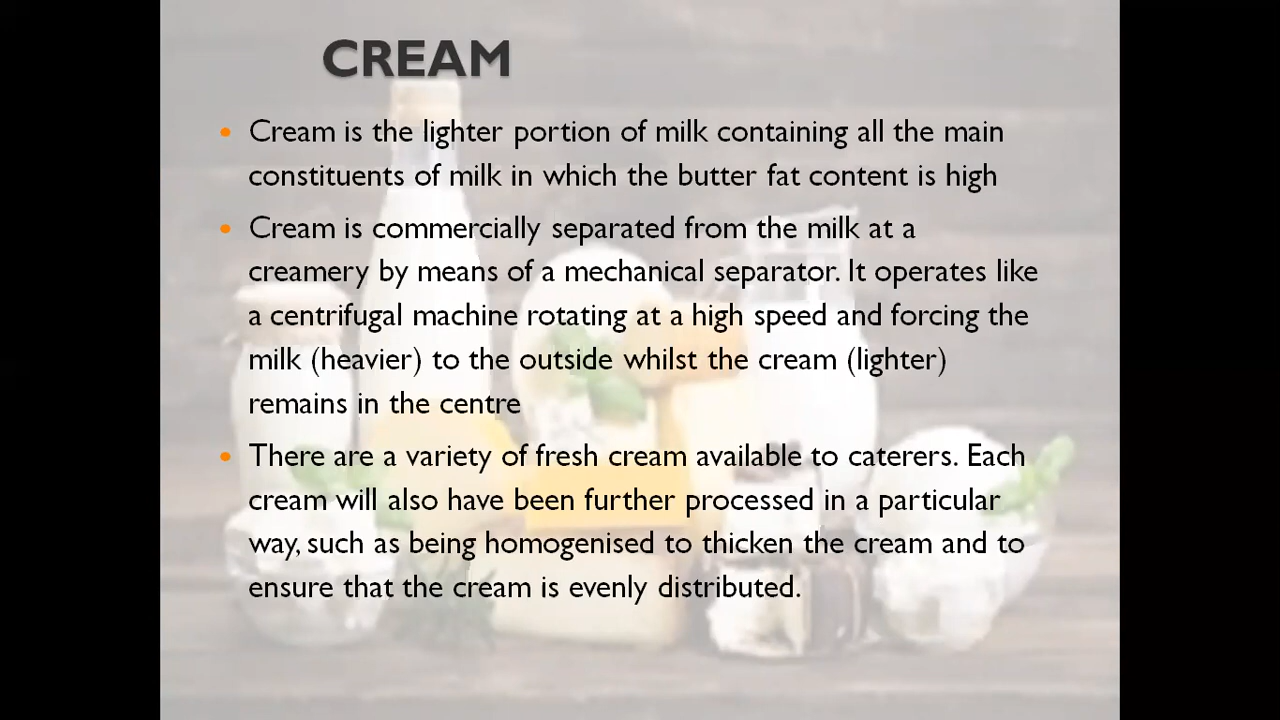 CREAM
• Cream is the lighter portion of milk containing all the main
constituents of milk in which the butter fat content is high
• Cream is commercially separated from the milk at a
creamery by means of a mechanical separator. It operates like
a centrifugal machine rotating at a high speed and forcing the
milk (heavier) to the outside whilst the cream (lighter)
remains in the centre
• There are a variety of fresh cream available to caterers. Each
cream will also have been further processed in a particular
way, such as being homogenised to thicken the cream and to
ensure that the cream is evenly distributed.